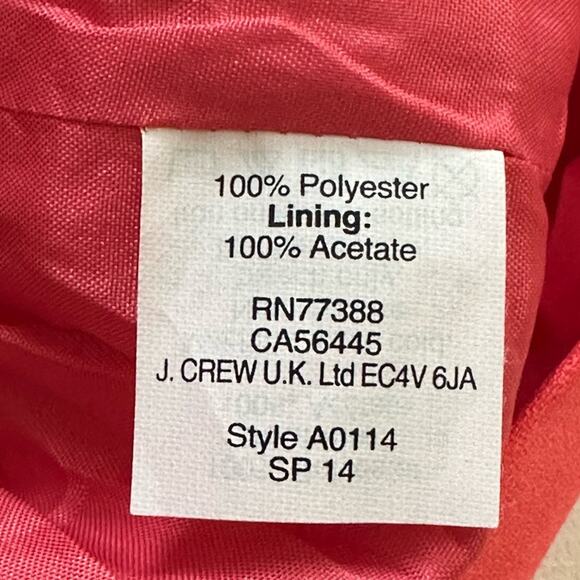 100% Polyester
Lining:
100% Acetate
RN77388
CA56445
J. CREW U.K. Ltd EC4V 6JA
Style A0114
SP 14